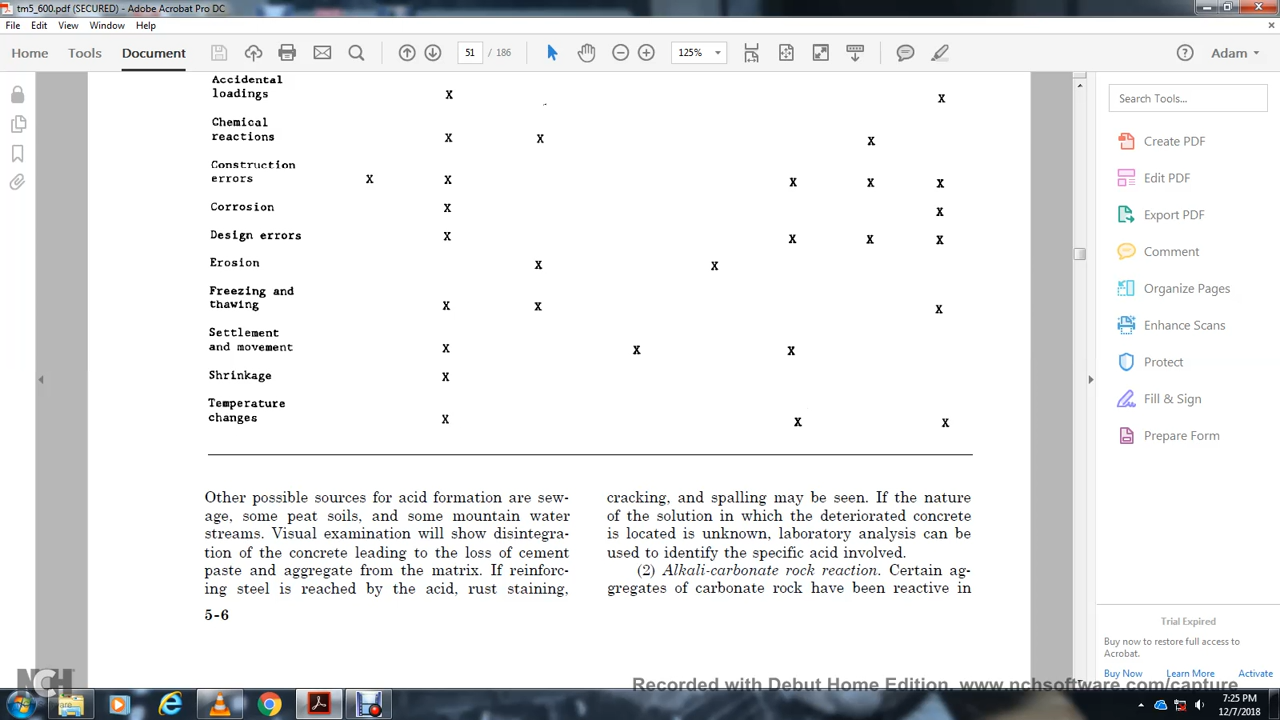 tm5_600.pdf (SECURED) - Adobe Acrobat Pro DC
File Edit View Window Help
Home Tools Document 51 / 186 125% Adam
Accidental
loadings X X
Chemical
reactions X X X
Construction
errors X X X X X
Corrosion X X
Design errors X X X X
Erosion X X
Freezing and
thawing X X X
Settlement
and movement X X X
Shrinkage X
Temperature
changes X X X
Other possible sources for acid formation are sew-
age, some peat soils, and some mountain water
streams. Visual examination will show disintegra-
tion of the concrete leading to the loss of cement
paste and aggregate from the matrix. If reinforc-
ing steel is reached by the acid, rust staining,
5-6
cracking, and spalling may be seen. If the nature
of the solution in which the deteriorated concrete
is located is unknown, laboratory analysis can be
used to identify the specific acid involved.
(2) Alkali-carbonate rock reaction. Certain ag-
gregates of carbonate rock have been reactive in
Search Tools...
Create PDF
Edit PDF
Export PDF
Comment
Organize Pages
Enhance Scans
Protect
Fill & Sign
Prepare Form
Trial Expired
Buy now to restore full access to
Acrobat.
Buy Now Learn More Activate
NCH
Recorded with Debut Home Edition. www.nchsoftware.com/capture
7:25 PM
12/7/2018